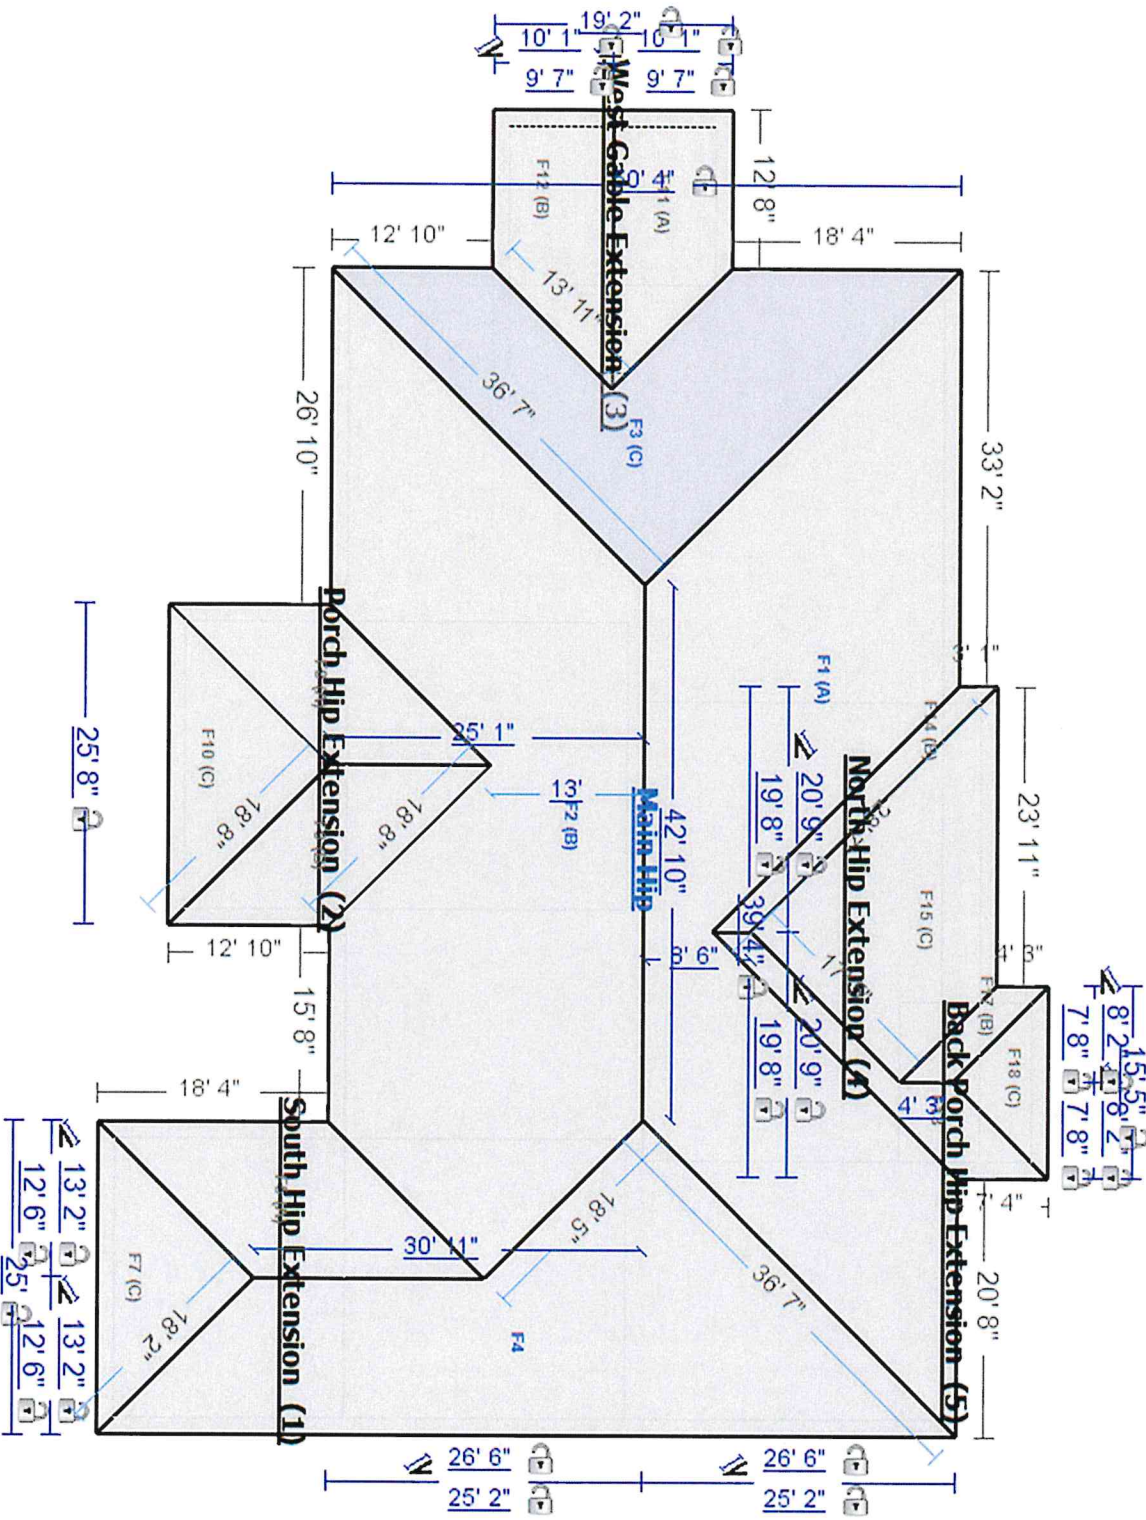 19' 2"
10' 1"
10' 1"
9' 7"
9' 7"
West Gable Extension (3)
F12 (B)
12' 8"
12' 10"
18' 4"
13' 11"
36' 7"
F3 (C)
26' 10"
33' 2"
Porch Hip Extension (2)
F10 (C)
25' 8"
18' 8"
18' 8"
25' 1"
13'
F2 (B)
Main Hip
42' 10"
F1 (A)
F14 (B)
20' 9"
19' 8"
North Hip Extension (4)
23' 11"
F15 (C)
39' 4"
20' 9"
19' 8"
12' 10"
15' 8"
F17 (B)
F18 (C)
Back Porch Hip Extension (5)
8' 2"
7' 8"
15' 5"
8' 2"
7' 8"
4' 3"
18' 4"
South Hip Extension (1)
F7 (C)
18' 2"
13' 2"
12' 6"
25'
13' 2"
12' 6"
30' 11"
18' 5"
F4
36' 7"
20' 8"
26' 6"
25' 2"
26' 6"
25' 2"